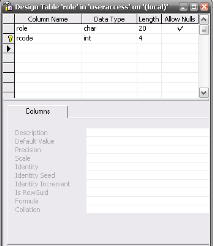 Design Table 'role' in 'useraccess' on '(local)'
Column Name Data Type Length Allow Nulls
role char 20
rcode int 4
Columns
Description
Default Value
Precision
Scale
Identity
Identity Seed
Identity Increment
Is RowGuid
Formula
Collation